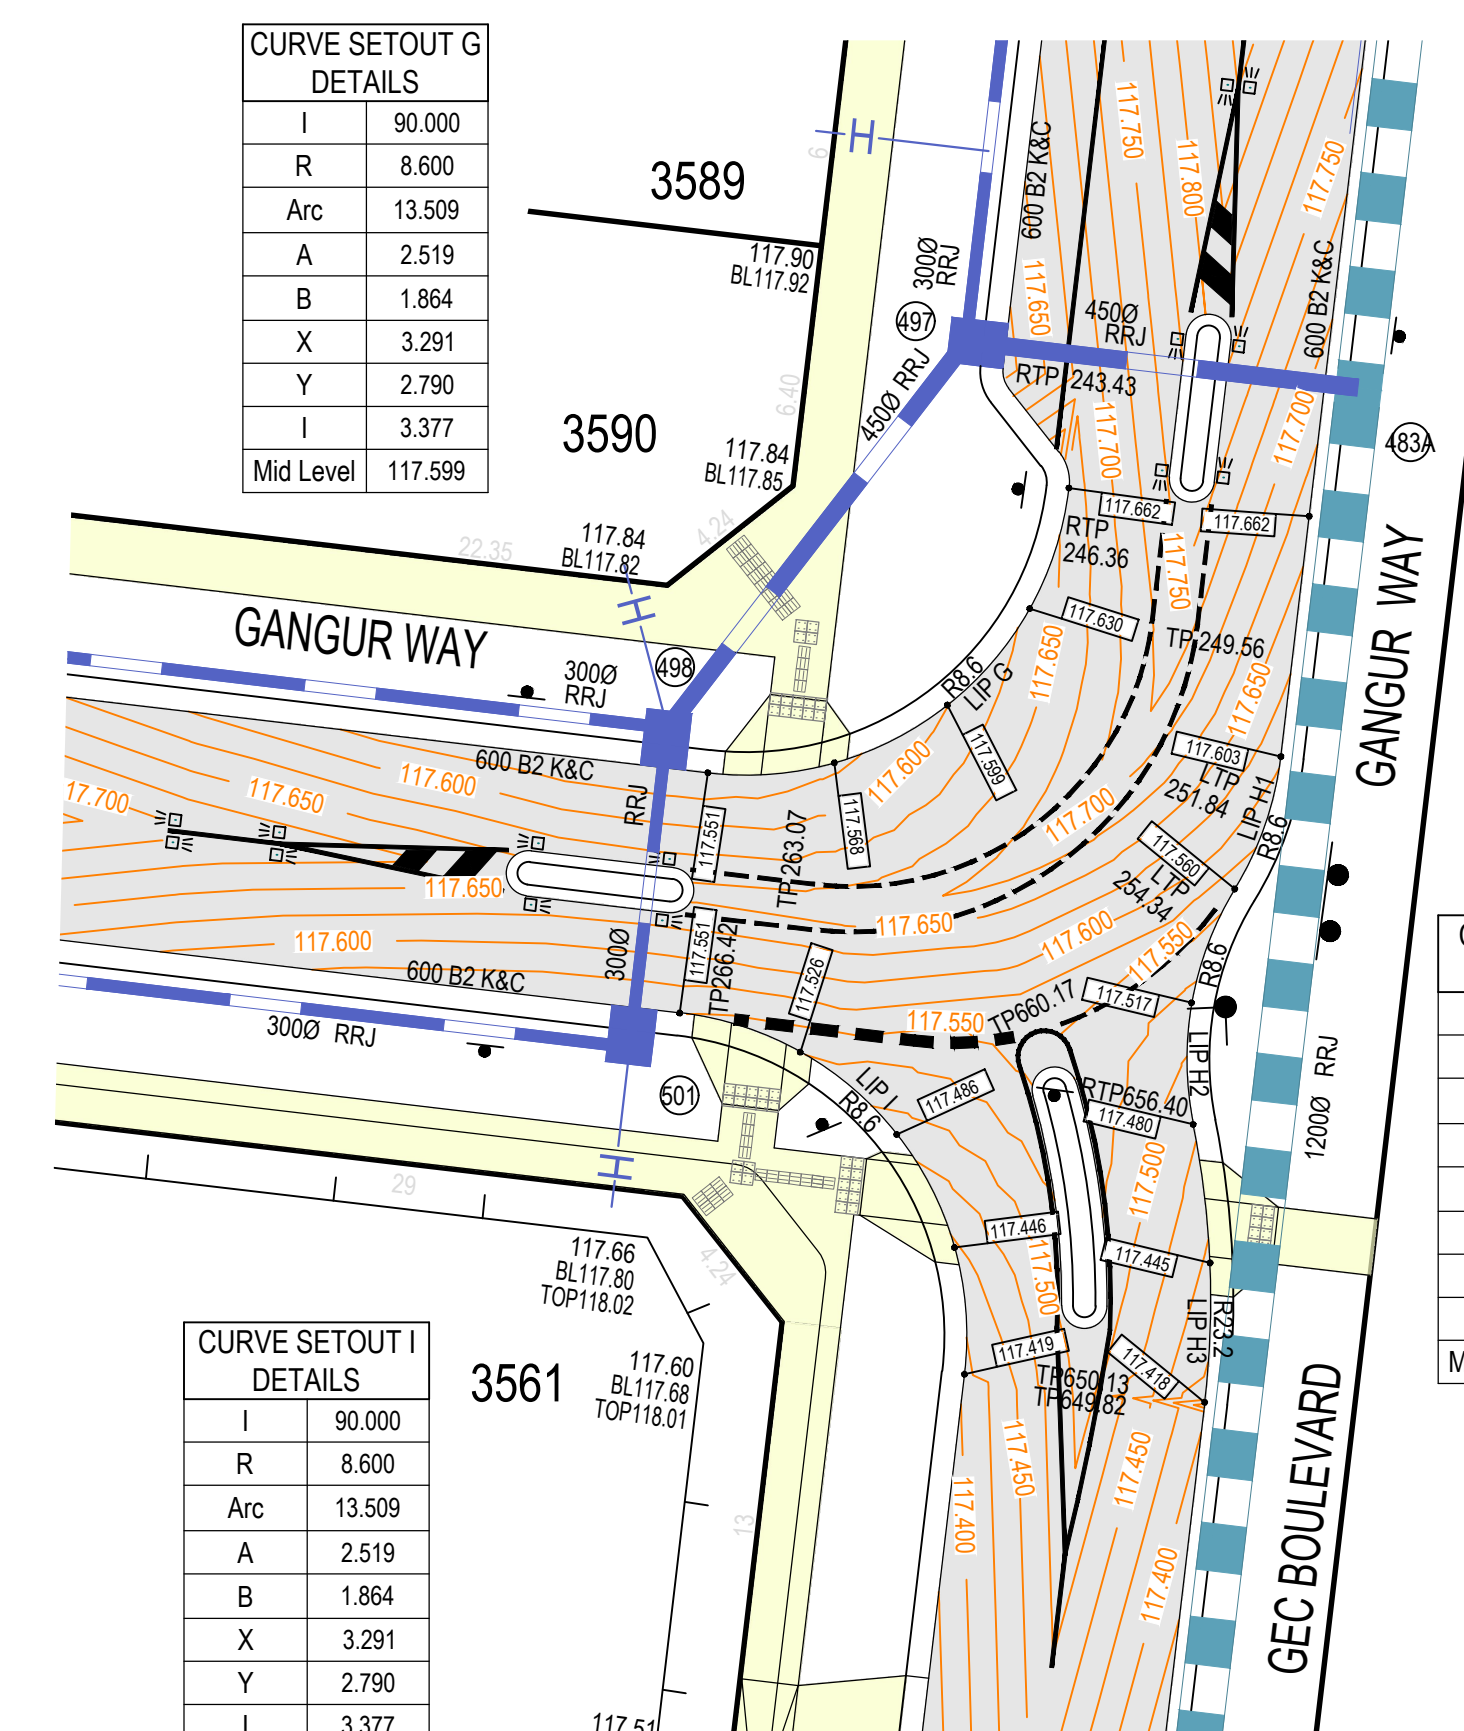 CURVE SETOUT G
DETAILS
I 90.000
R 8.600
Arc 13.509
A 2.519
B 1.864
X 3.291
Y 2.790
I 3.377
Mid Level 117.599
3589
6
117.90
BL117.92
H
300Ø
RRJ
497
600 B2 K&C
117.750
117.800
117.750
117.650
450Ø
RRJ
600 B2 K&C
RTP 243.43
450Ø RRJ
6.40
3590
117.84
BL117.85
117.700
117.700
483A
117.662
117.662
RTP
246.36
117.750
4.24
22.35
117.84
BL117.82
H
GANGUR WAY
GANGUR WAY
117.630
117.650
TP 249.56
117.650
498
300Ø
RRJ
R8.6
LIP G
117.603
LTP
251.84
LIP H1
R8.6
600 B2 K&C
117.600
117.650
17.700
RRJ
117.551
TP263.07
117.568
117.600
117.599
117.700
117.560
LTP
254.34
117.650
117.600
117.650
117.600
117.550
R8.6
300Ø
117.551
TP266.42
117.526
600 B2 K&C
300Ø RRJ
117.550
TP660.17
117.517
LIP H2
1200Ø RRJ
501
LIP I
R8.6
117.486
RTP656.40
117.480
117.500
H
29
4.24
117.446
117.445
117.500
117.66
BL117.80
TOP118.02
R23.2
LIP H3
117.419
117.418
TP650.13
TP649.82
CURVE SETOUT I
DETAILS
I 90.000
R 8.600
Arc 13.509
A 2.519
B 1.864
X 3.291
Y 2.790
I 3.377
3561
117.60
BL117.68
TOP118.01
13
117.450
117.450
117.400
117.400
GEC BOULEVARD
117.51
M